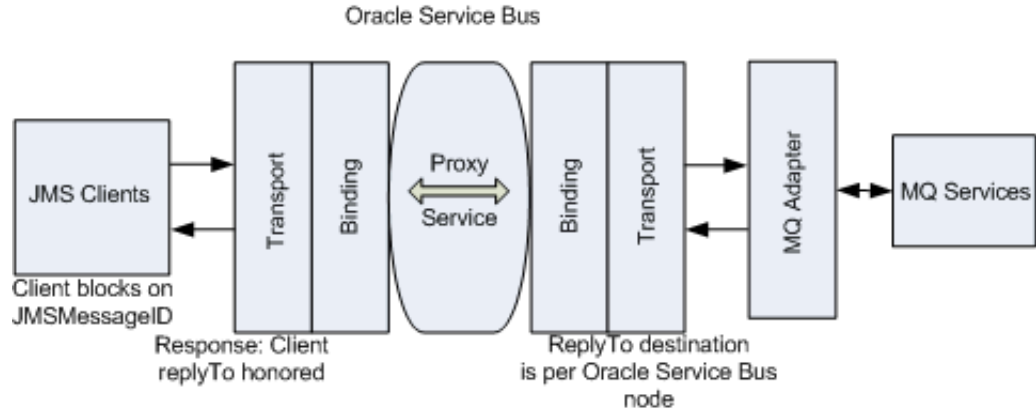 Oracle Service Bus
JMS Clients
Transport
Binding
Proxy
Service
Binding
Transport
MQ Adapter
MQ Services
Client blocks on
JMSMessageID
Response: Client
replyTo honored
ReplyTo destination
is per Oracle Service Bus
node